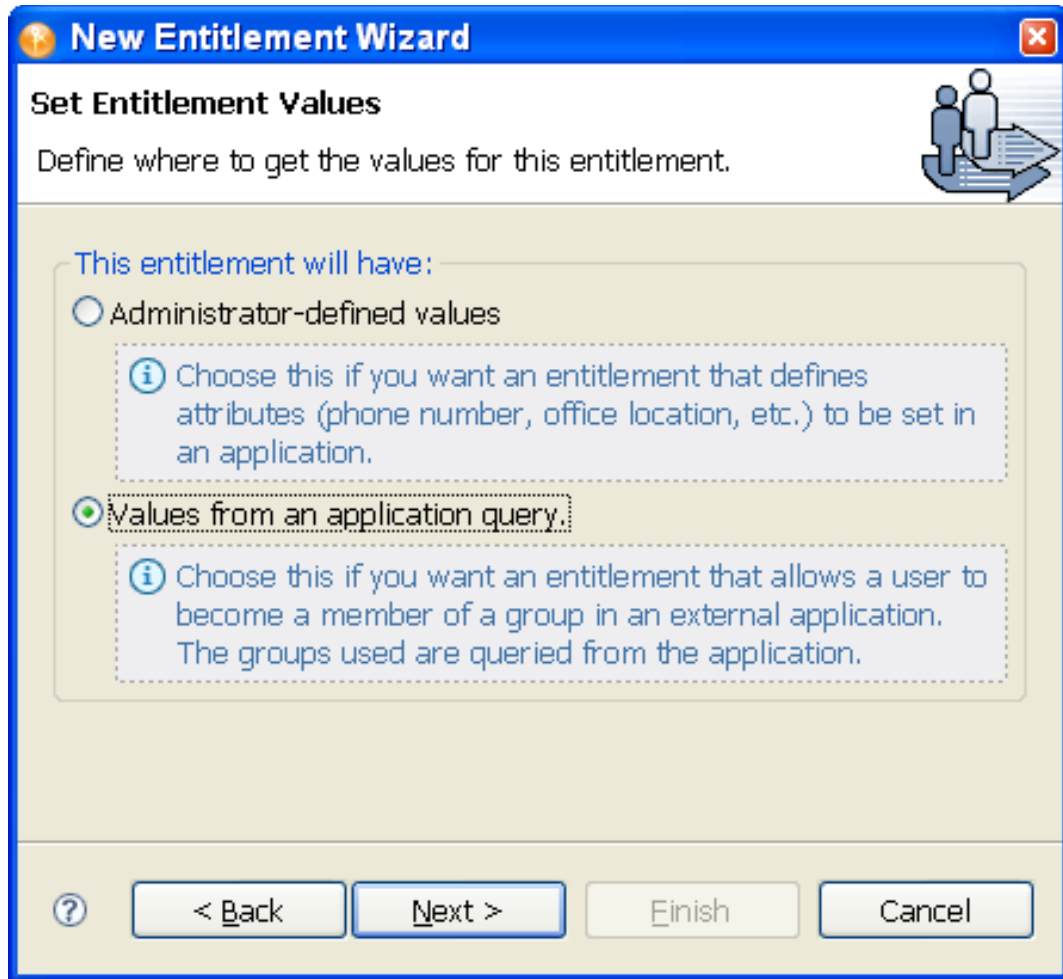 New Entitlement Wizard
Set Entitlement Values
Define where to get the values for this entitlement.
This entitlement will have:
Administrator-defined values
Choose this if you want an entitlement that defines
attributes (phone number, office location, etc.) to be set in
an application.
Values from an application query.
Choose this if you want an entitlement that allows a user to
become a member of a group in an external application.
The groups used are queried from the application.
? < Back Next > Finish Cancel